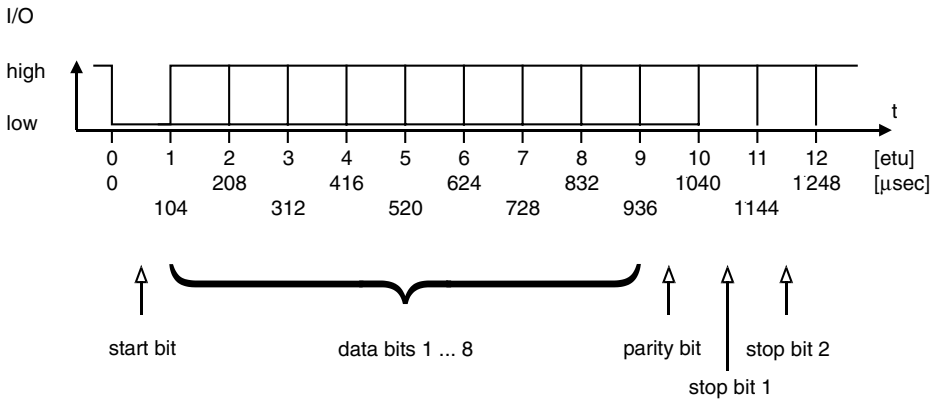 I/O
high
low
t
0 1 2 3 4 5 6 7 8 9 10 11 12 [etu]
0 208 416 624 832 1040 1248 [µsec]
104 312 520 728 936 1144
start bit data bits 1 ... 8 parity bit stop bit 2
stop bit 1